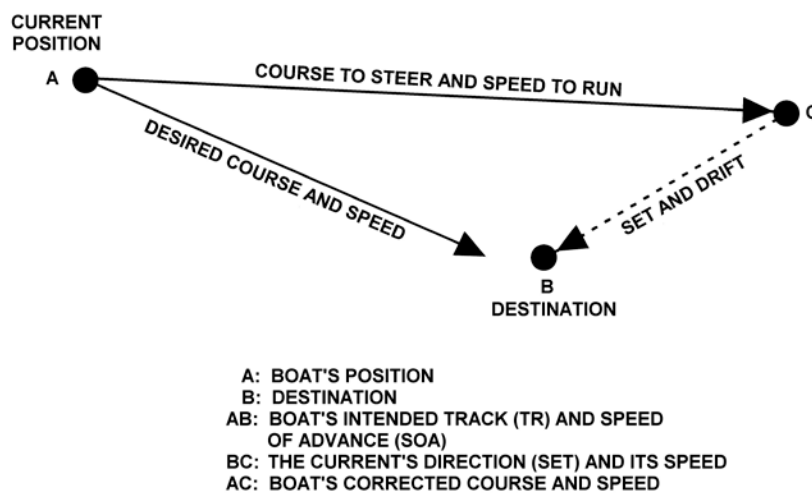 CURRENT
POSITION
A
COURSE TO STEER AND SPEED TO RUN
C
DESIRED COURSE AND SPEED
SET AND DRIFT
B
DESTINATION
A: BOAT'S POSITION
B: DESTINATION
AB: BOAT'S INTENDED TRACK (TR) AND SPEED
OF ADVANCE (SOA)
BC: THE CURRENT'S DIRECTION (SET) AND ITS SPEED
AC: BOAT'S CORRECTED COURSE AND SPEED